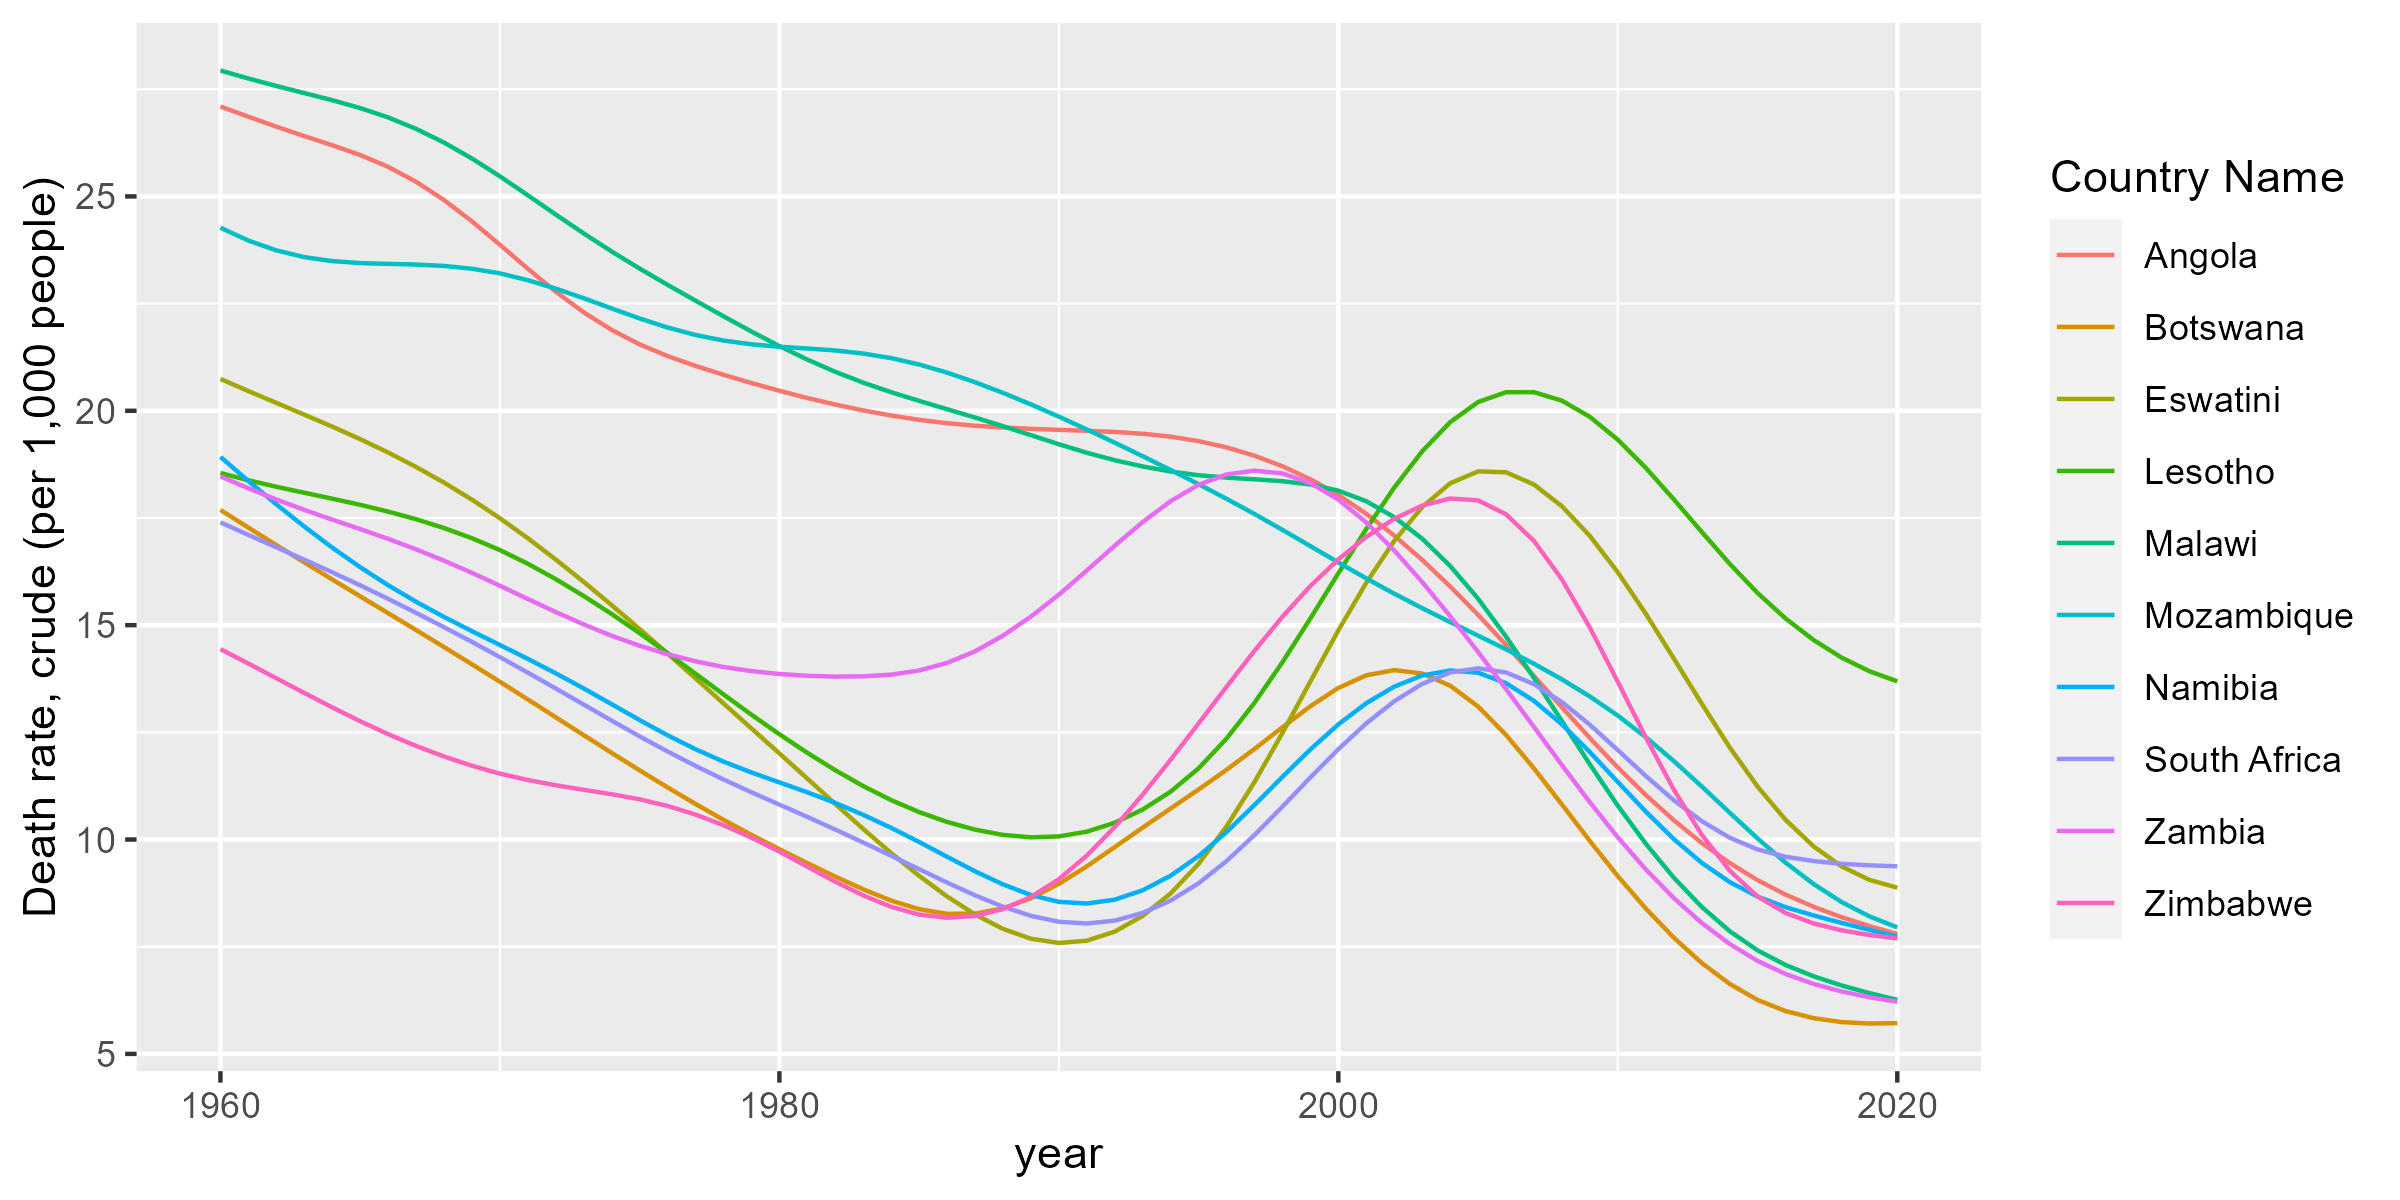 Death rate, crude (per 1,000 people)
25
20
15
10
5
1960
1980
2000
2020
year
Country Name
Angola
Botswana
Eswatini
Lesotho
Malawi
Mozambique
Namibia
South Africa
Zambia
Zimbabwe